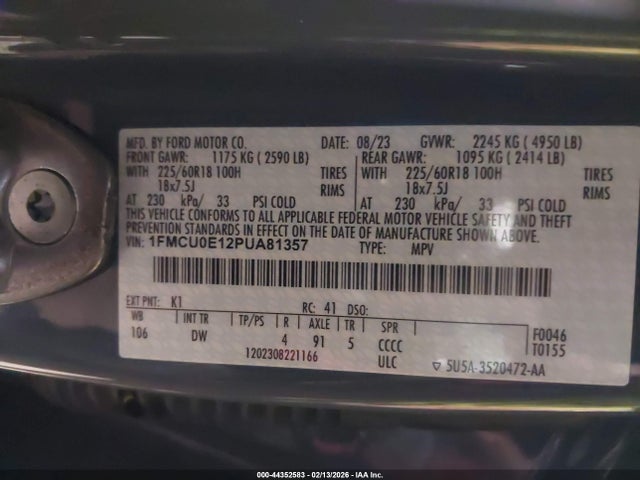 MFD. BY FORD MOTOR CO. DATE: 08/23 GVWR: 2245 KG ( 4950 LB)
FRONT GAWR: 1175 KG ( 2590 LB) REAR GAWR: 1095 KG ( 2414 LB)
WITH 225/60R18 100H TIRES WITH 225/60R18 100H TIRES
18x7.5J RIMS 18x7.5J RIMS
AT 230 kPa/ 33 PSI COLD AT 230 kPa/ 33 PSI COLD
THIS VEHICLE CONFORMS TO ALL APPLICABLE FEDERAL MOTOR VEHICLE SAFETY AND THEFT
PREVENTION STANDARDS IN EFFECT ON THE DATE OF MANUFACTURE SHOWN ABOVE.
VIN: 1FMCU0E12PUA81357 TYPE: MPV
EXT PNT: K1 RC: 41 DSO:
WB INT TR TP/PS R AXLE TR SPR F0046
106 DW 4 91 5 CCCC T0155
1202308221166 ULC 5U5A-3520472-AA
000-44352583 - 02/13/2026 - IAA Inc.